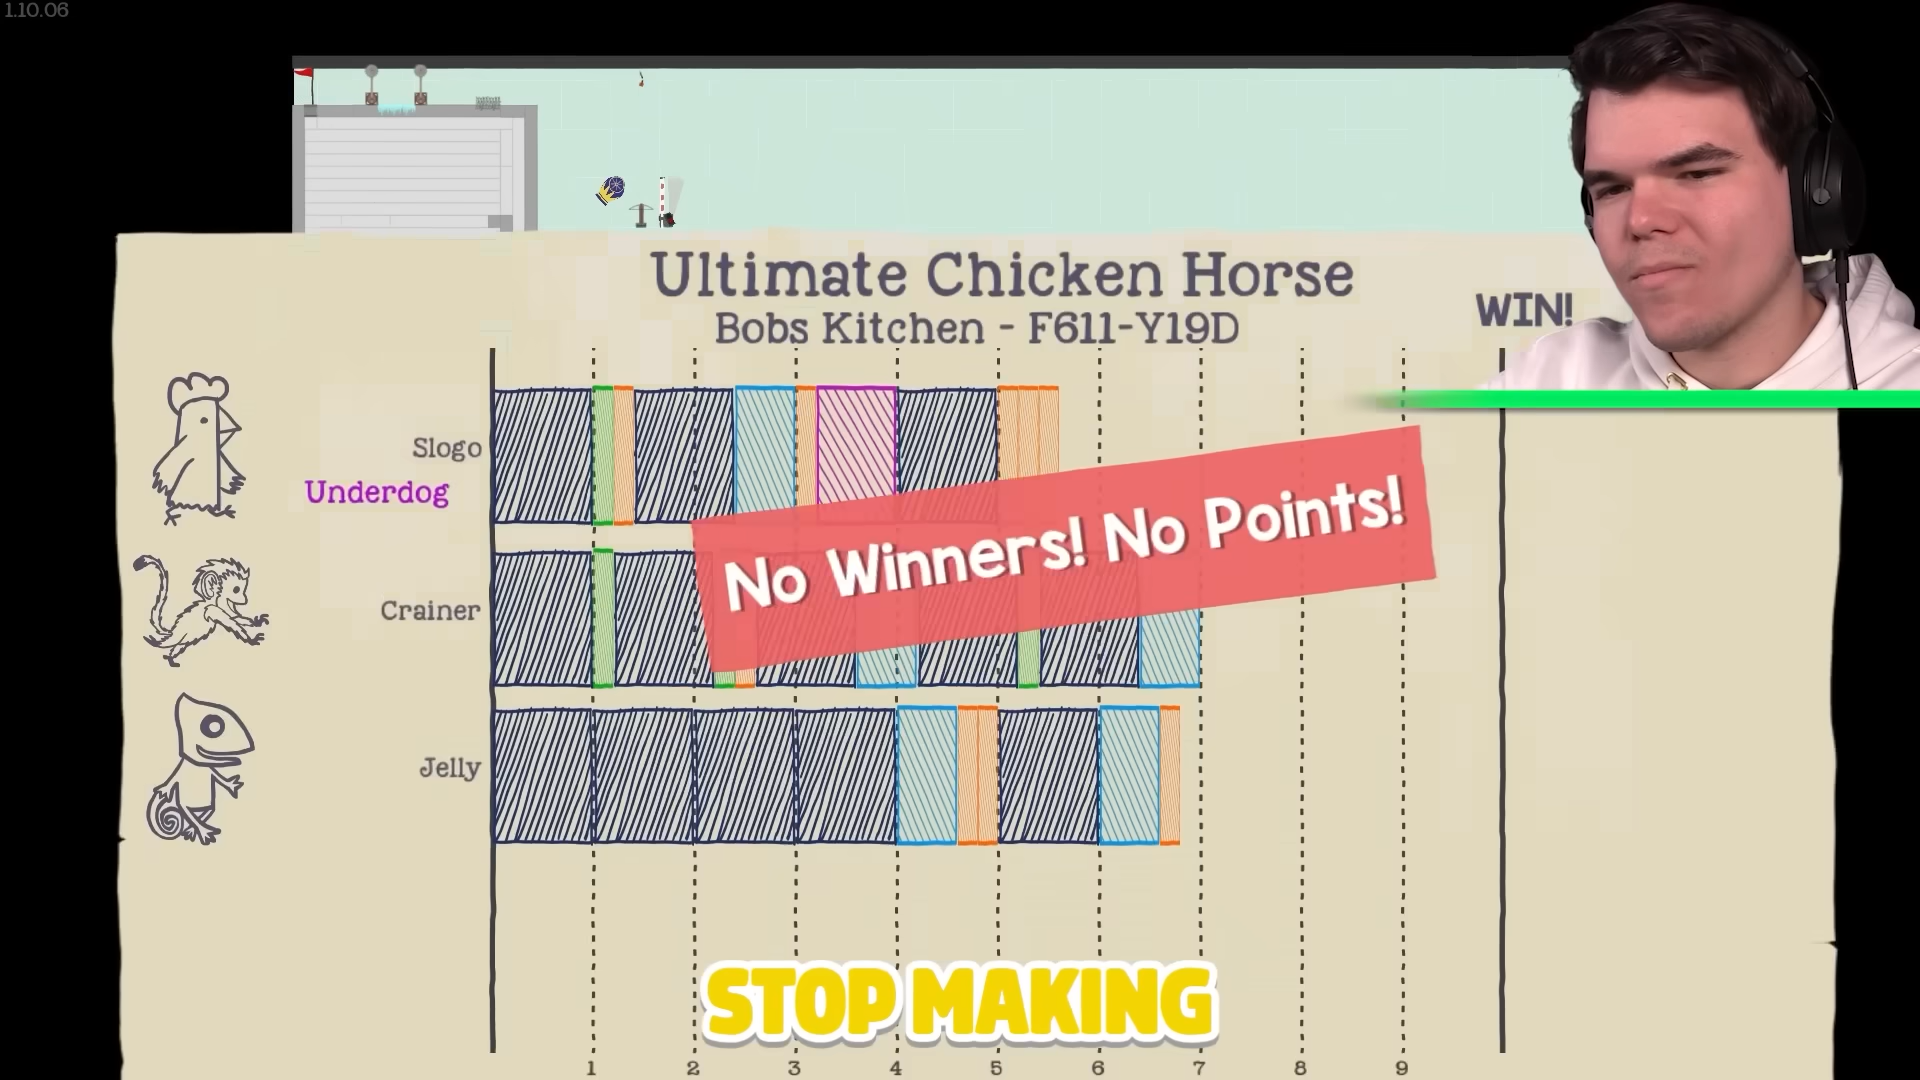 1.10.06
Ultimate Chicken Horse
Bobs Kitchen - F611-Y19D
WIN!
Slogo
Underdog
No Winners! No Points!
Crainer
Jelly
STOP MAKING
1 2 3 4 5 6 7 8 9